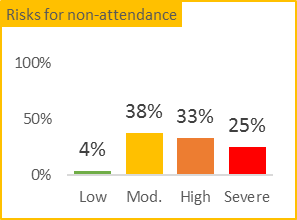 Risks for non-attendance
100%
50%
0%
4%
38%
33%
25%
Low
Mod.
High
Severe